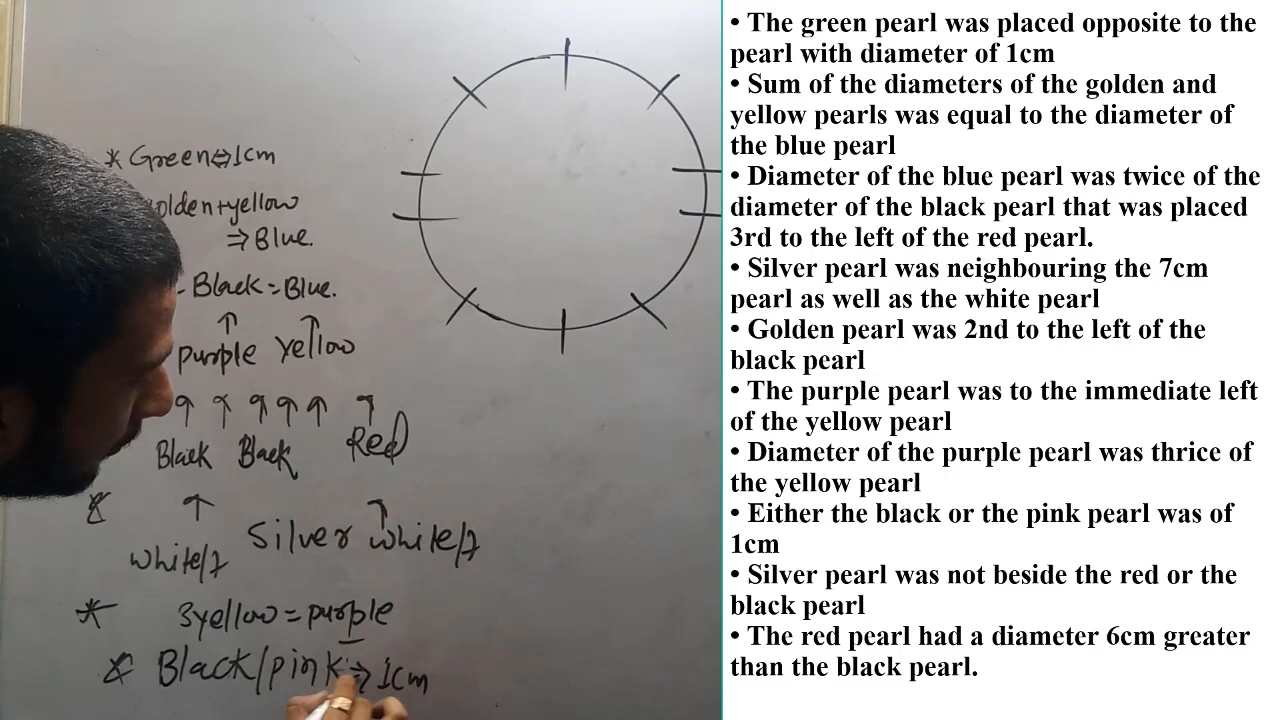 * Green⇔1cm
olden+yellow
⇒Blue.
- Black=Blue.
purple yellow
Black Back Red
white/7 Silver white/7
* 3yellow=purple
* Black/pink⇒1cm
• The green pearl was placed opposite to the
pearl with diameter of 1cm
• Sum of the diameters of the golden and
yellow pearls was equal to the diameter of
the blue pearl
• Diameter of the blue pearl was twice of the
diameter of the black pearl that was placed
3rd to the left of the red pearl.
• Silver pearl was neighbouring the 7cm
pearl as well as the white pearl
• Golden pearl was 2nd to the left of the
black pearl
• The purple pearl was to the immediate left
of the yellow pearl
• Diameter of the purple pearl was thrice of
the yellow pearl
• Either the black or the pink pearl was of
1cm
• Silver pearl was not beside the red or the
black pearl
• The red pearl had a diameter 6cm greater
than the black pearl.